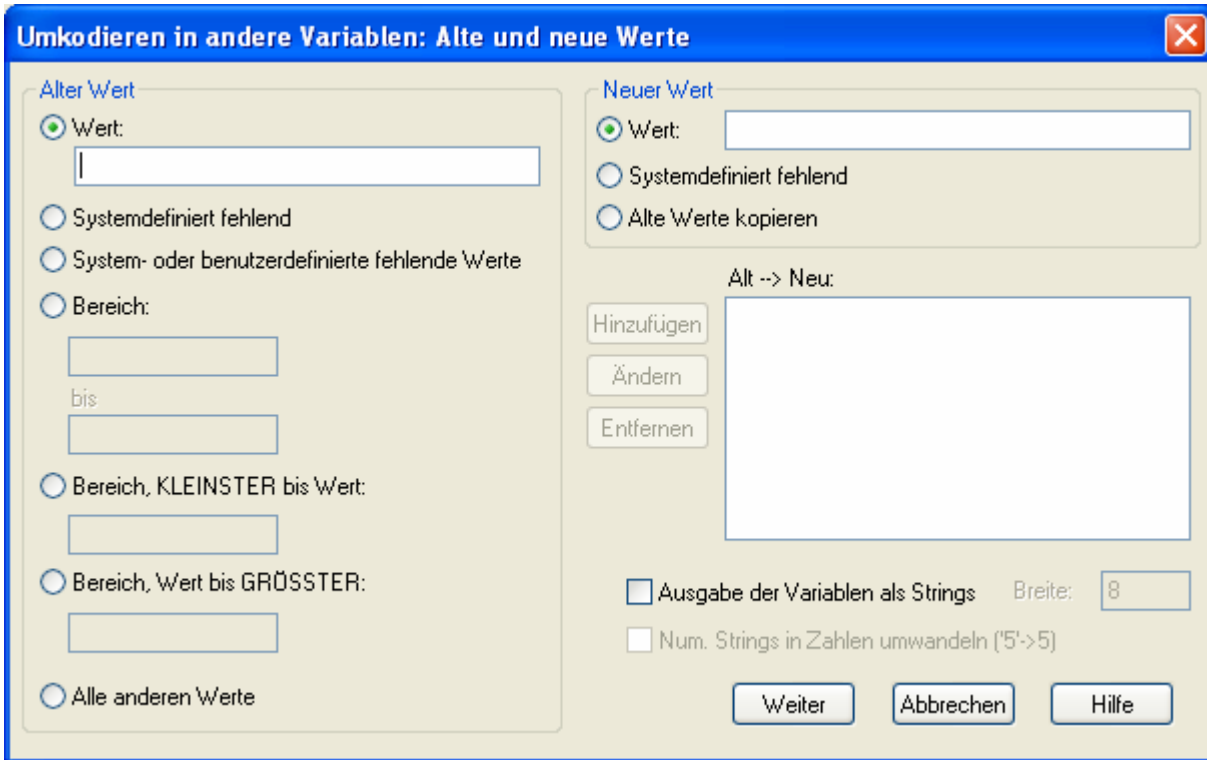 Umkodieren in andere Variablen: Alte und neue Werte
Alter Wert
Wert:
Systemdefiniert fehlend
System- oder benutzerdefinierte fehlende Werte
Bereich:
bis
Bereich, KLEINSTER bis Wert:
Bereich, Wert bis GRÖSSTER:
Alle anderen Werte
Neuer Wert
Wert:
Systemdefiniert fehlend
Alte Werte kopieren
Alt --> Neu:
Hinzufügen
Ändern
Entfernen
Ausgabe der Variablen als Strings Breite: 8
Num. Strings in Zahlen umwandeln ('5'->5)
Weiter Abbrechen Hilfe